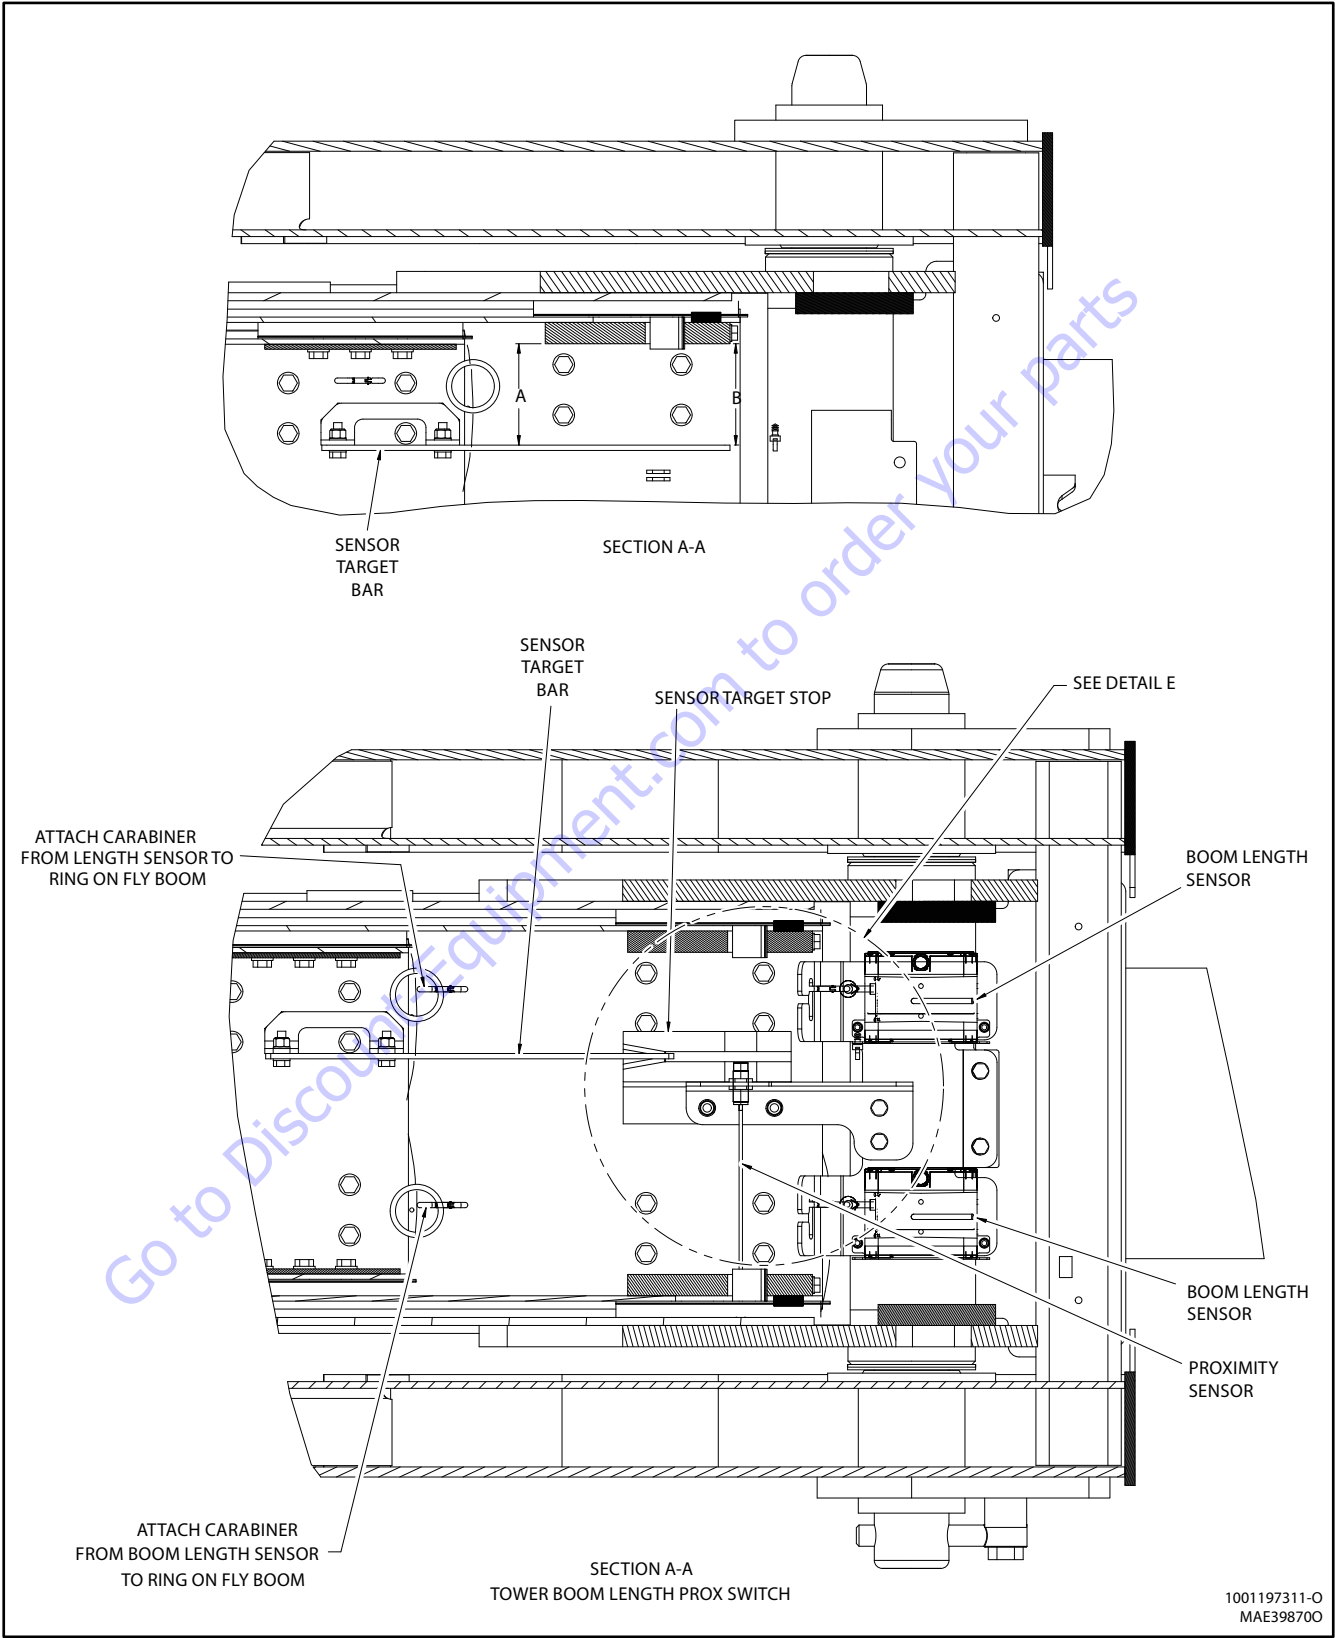 A
B
SENSOR
TARGET
BAR
SECTION A-A
SENSOR
TARGET
BAR
SENSOR TARGET STOP
SEE DETAIL E
ATTACH CARABINER
FROM LENGTH SENSOR TO
RING ON FLY BOOM
BOOM LENGTH
SENSOR
BOOM LENGTH
SENSOR
PROXIMITY
SENSOR
ATTACH CARABINER
FROM BOOM LENGTH SENSOR
TO RING ON FLY BOOM
SECTION A-A
TOWER BOOM LENGTH PROX SWITCH
1001197311-O
MAE39870O
Go to Discount-Equipment.com to order your parts